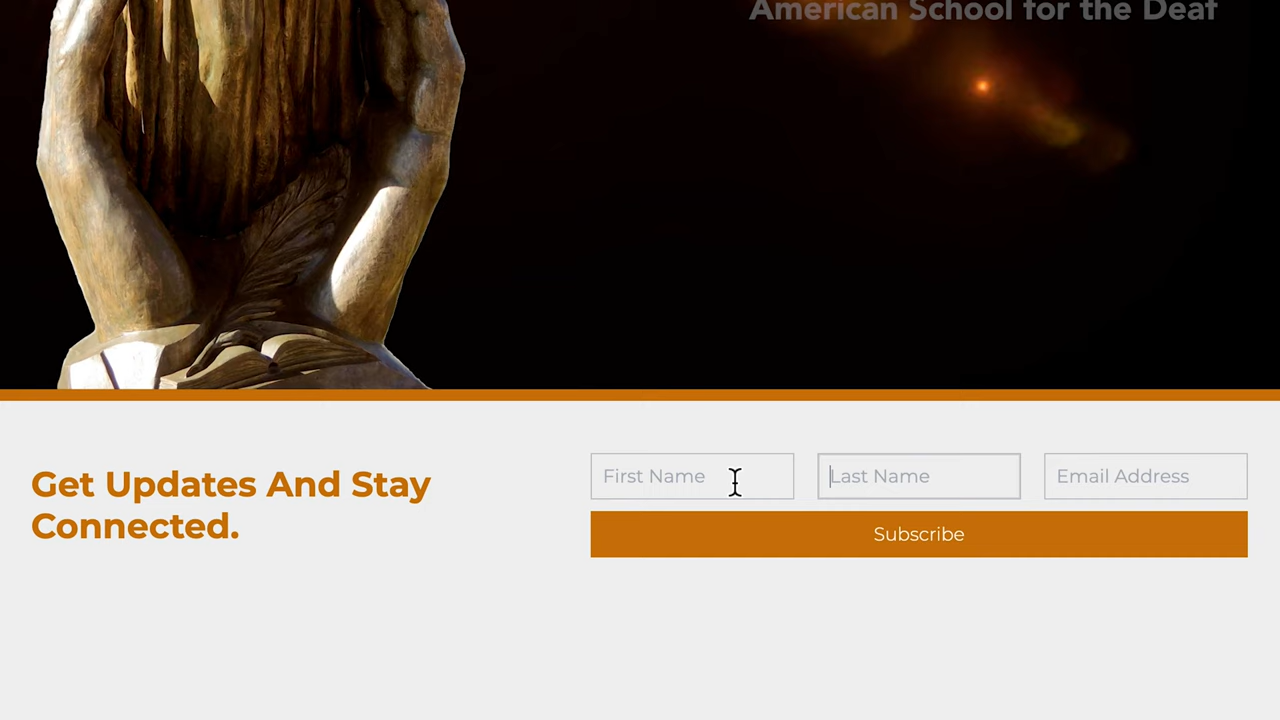 American School for the Deaf
Get Updates And Stay
Connected.
First Name
Last Name
Email Address
Subscribe